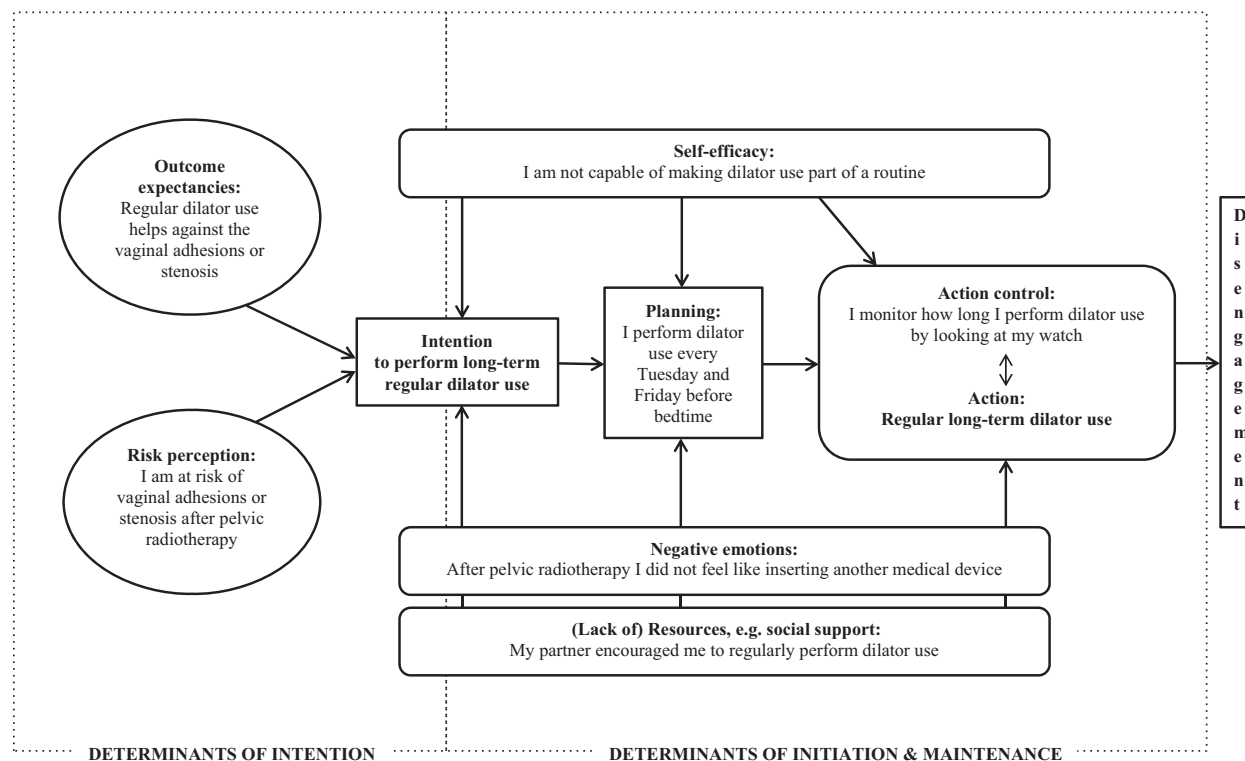 Outcome
expectancies:
Regular dilator use
helps against the
vaginal adhesions or
stenosis
Risk perception:
I am at risk of
vaginal adhesions or
stenosis after pelvic
radiotherapy
Self-efficacy:
I am not capable of making dilator use part of a routine
Intention
to perform long-term
regular dilator use
Planning:
I perform dilator
use every
Tuesday and
Friday before
bedtime
Action control:
I monitor how long I perform dilator use
by looking at my watch
Action:
Regular long-term dilator use
Negative emotions:
After pelvic radiotherapy I did not feel like inserting another medical device
(Lack of) Resources, e.g. social support:
My partner encouraged me to regularly perform dilator use
D
i
s
e
n
g
a
g
e
m
e
n
t
DETERMINANTS OF INTENTION
DETERMINANTS OF INITIATION & MAINTENANCE